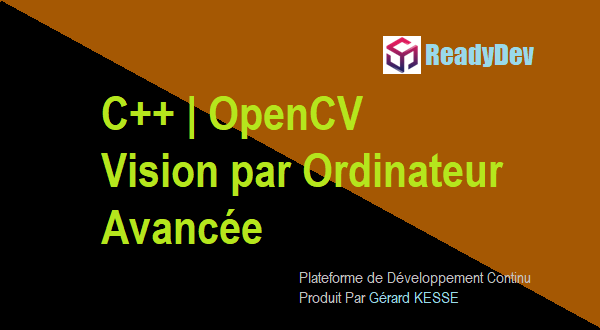 ReadyDev
C++ | OpenCV
Vision par Ordinateur
Avancée
Plateforme de Développement Continu
Produit Par Gérard KESSE